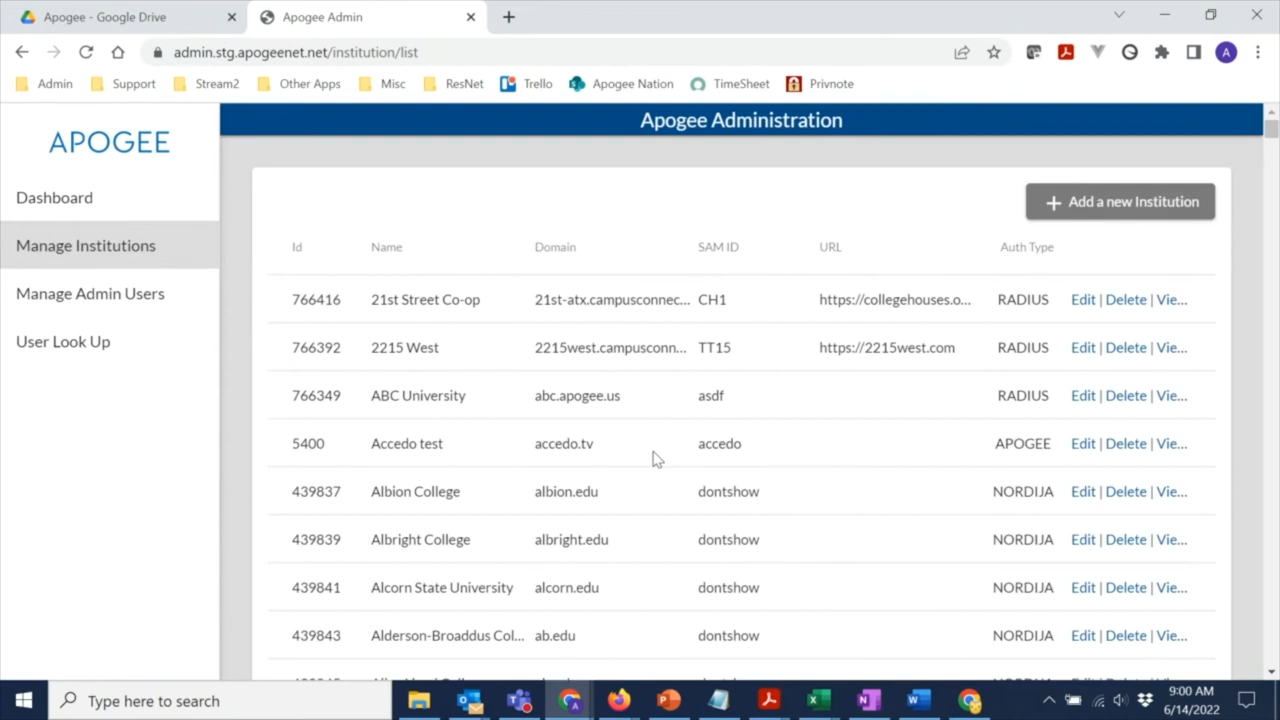 Apogee - Google Drive
Apogee Admin
admin.stg.apogeenet.net/institution/list
A
Admin
Support
Stream2
Other Apps
Misc
ResNet
Trello
Apogee Nation
TimeSheet
Privnote
APOGEE
Apogee Administration
Dashboard
Manage Institutions
Manage Admin Users
User Look Up
+ Add a new Institution
Id Name Domain SAM ID URL Auth Type
766416 21st Street Co-op 21st-atx.campusconnec... CH1 https://collegehouses.o... RADIUS Edit | Delete | Vie...
766392 2215 West 2215west.campusconn... TT15 https://2215west.com RADIUS Edit | Delete | Vie...
766349 ABC University abc.apogee.us asdf RADIUS Edit | Delete | Vie...
5400 Accedo test accedo.tv accedo APOGEE Edit | Delete | Vie...
439837 Albion College albion.edu dontshow NORDIJA Edit | Delete | Vie...
439839 Albright College albright.edu dontshow NORDIJA Edit | Delete | Vie...
439841 Alcorn State University alcorn.edu dontshow NORDIJA Edit | Delete | Vie...
439843 Alderson-Broaddus Col... ab.edu dontshow NORDIJA Edit | Delete | Vie...
Type here to search
9:00 AM
6/14/2022